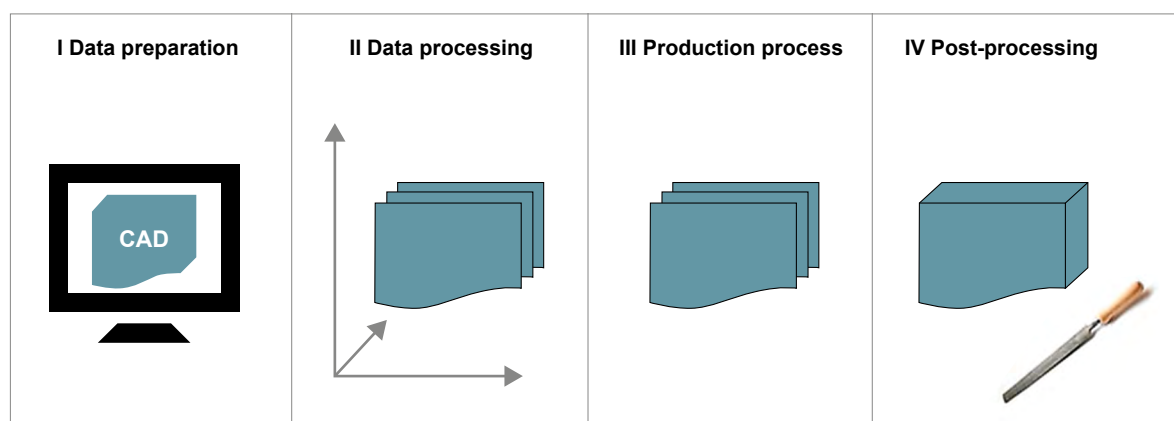 I Data preparation
II Data processing
III Production process
IV Post-processing
CAD